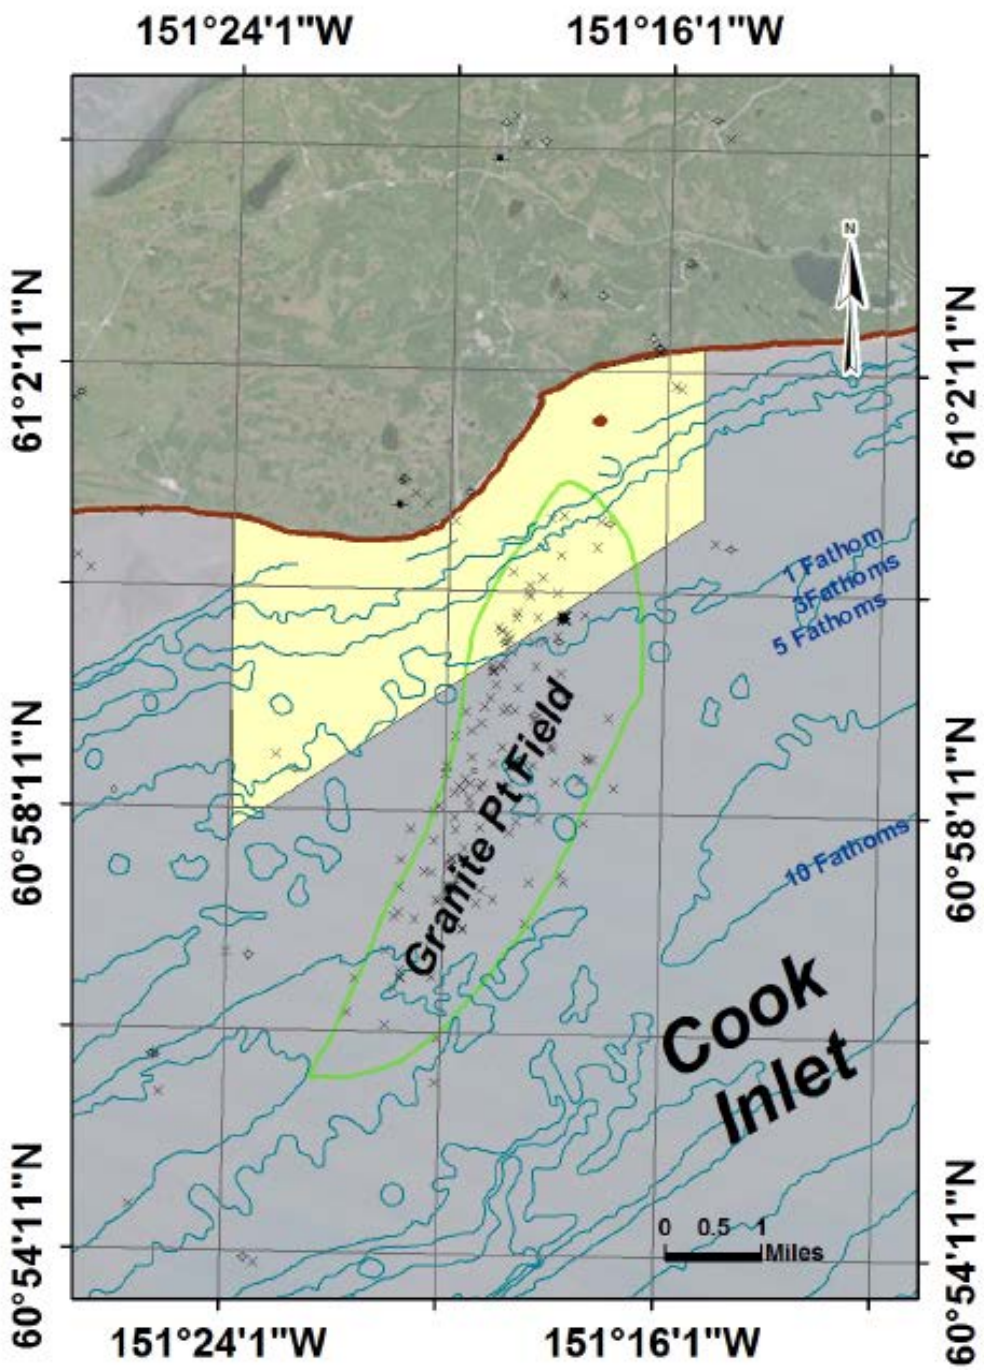 151°24'1"W
151°16'1"W
N
61°2'11"N
61°2'11"N
1 Fathom
3Fathoms
5 Fathoms
Granite Pt Field
60°58'11"N
60°58'11"N
10 Fathoms
Cook
Inlet
0 0.5 1
Miles
60°54'11"N
60°54'11"N
151°24'1"W
151°16'1"W